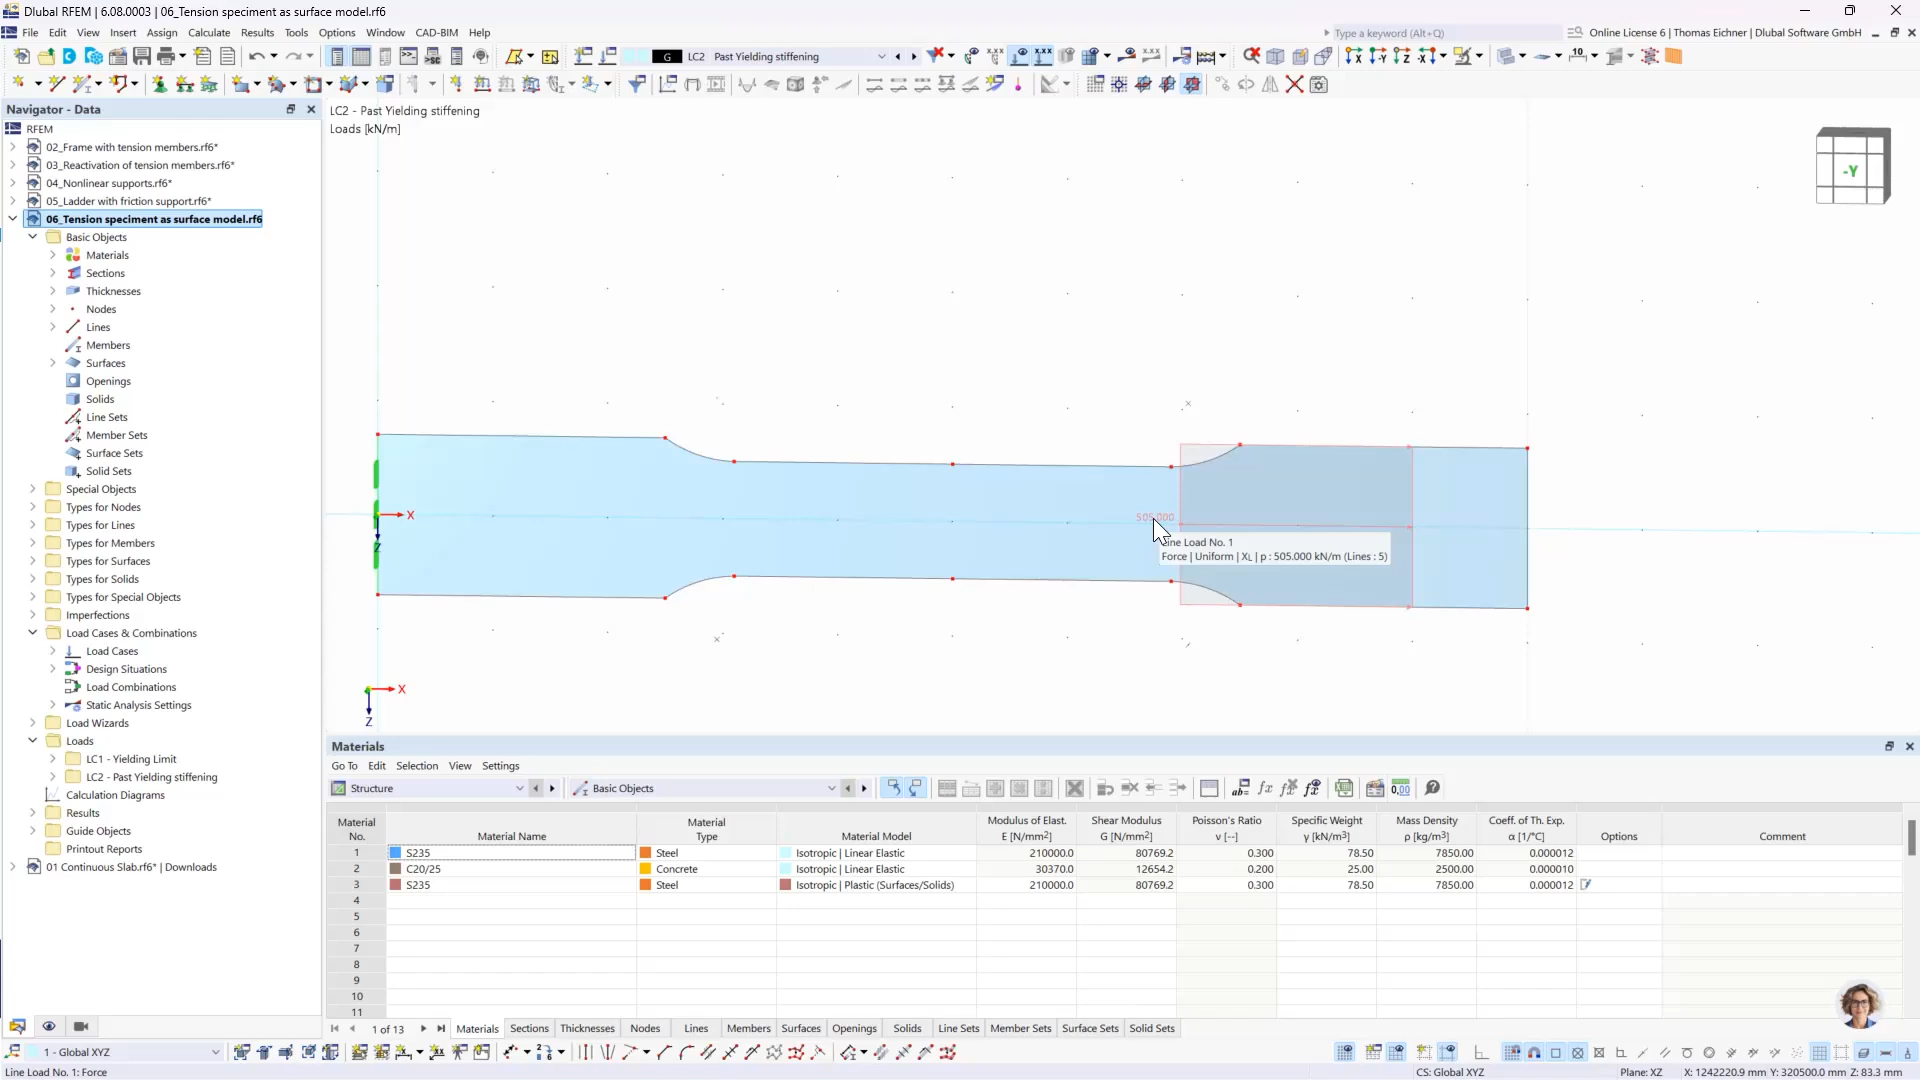 Dlubal RFEM | 6.08.0003 | 06_Tension speciment as surface model.rf6
File Edit View Insert Assign Calculate Results Tools Options Window CAD-BIM Help
Type a keyword (Alt+Q)
Online License 6 | Thomas Eichner | Dlubal Software GmbH
G LC2 Past Yielding stiffening
Navigator - Data
RFEM
02_Frame with tension members.rf6*
03_Reactivation of tension members.rf6*
04_Nonlinear supports.rf6*
05_Ladder with friction support.rf6*
06_Tension speciment as surface model.rf6
Basic Objects
Materials
Sections
Thicknesses
Nodes
Lines
Members
Surfaces
Openings
Solids
Line Sets
Member Sets
Surface Sets
Solid Sets
Special Objects
Types for Nodes
Types for Lines
Types for Members
Types for Surfaces
Types for Solids
Types for Special Objects
Imperfections
Load Cases & Combinations
Load Cases
Design Situations
Load Combinations
Static Analysis Settings
Load Wizards
Loads
LC1 - Yielding Limit
LC2 - Past Yielding stiffening
Calculation Diagrams
Results
Guide Objects
Printout Reports
01 Continuous Slab.rf6* | Downloads
LC2 - Past Yielding stiffening
Loads [kN/m]
-Y
X
Z
505.000
Line Load No. 1
Force | Uniform | XL | p : 505.000 kN/m (Lines : 5)
X
Z
Materials
Go To Edit Selection View Settings
Structure Basic Objects
Material No. Material Name Material Type Material Model Modulus of Elast. E [N/mm2] Shear Modulus G [N/mm2] Poisson's Ratio ν [--] Specific Weight γ [kN/m3] Mass Density ρ [kg/m3] Coeff. of Th. Exp. α [1/°C] Options Comment
1 S235 Steel Isotropic | Linear Elastic 210000.0 80769.2 0.300 78.50 7850.00 0.000012
2 C20/25 Concrete Isotropic | Linear Elastic 30370.0 12654.2 0.200 25.00 2500.00 0.000010
3 S235 Steel Isotropic | Plastic (Surfaces/Solids) 210000.0 80769.2 0.300 78.50 7850.00 0.000012
4
5
6
7
8
9
10
11
1 of 13 Materials Sections Thicknesses Nodes Lines Members Surfaces Openings Solids Line Sets Member Sets Surface Sets Solid Sets
1 - Global XYZ
Line Load No. 1: Force
CS: Global XYZ
Plane: XZ
X: 1242220.9 mm Y: 320500.0 mm Z: 83.3 mm